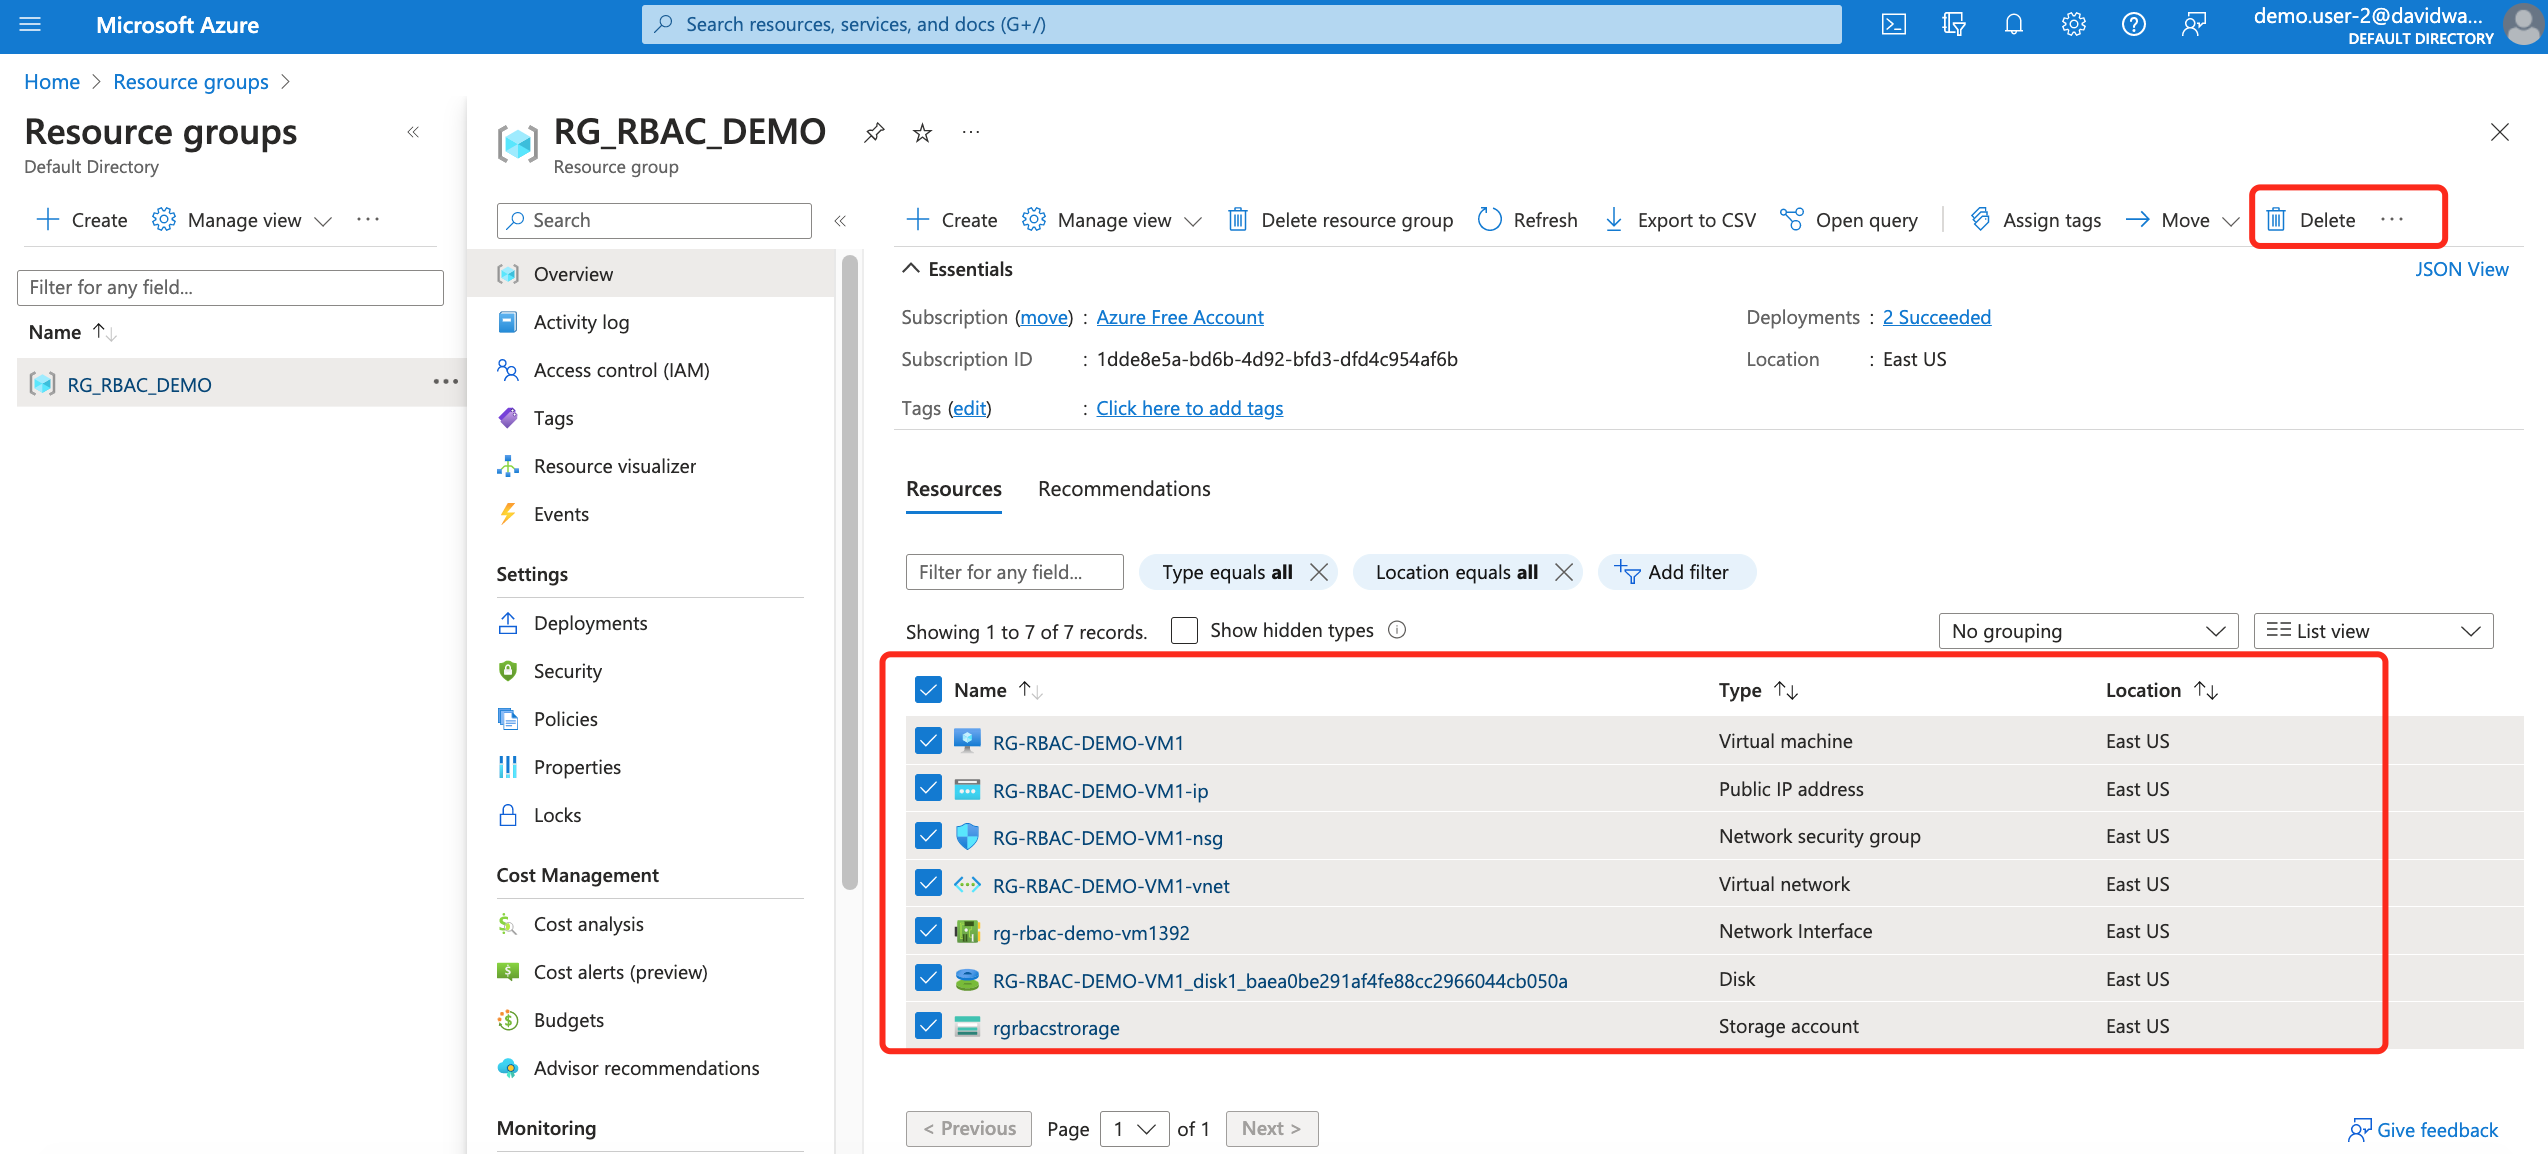 Microsoft Azure
Search resources, services, and docs (G+/)
demo.user-2@davidwa...
DEFAULT DIRECTORY
Home > Resource groups >
Resource groups
Default Directory
Create
Manage view
Filter for any field...
Name
RG_RBAC_DEMO
RG_RBAC_DEMO
Resource group
Search
Overview
Activity log
Access control (IAM)
Tags
Resource visualizer
Events
Settings
Deployments
Security
Policies
Properties
Locks
Cost Management
Cost analysis
Cost alerts (preview)
Budgets
Advisor recommendations
Monitoring
Create
Manage view
Delete resource group
Refresh
Export to CSV
Open query
Assign tags
Move
Delete
Essentials
JSON View
Subscription (move) : Azure Free Account
Deployments : 2 Succeeded
Subscription ID : 1dde8e5a-bd6b-4d92-bfd3-dfd4c954af6b
Location : East US
Tags (edit) : Click here to add tags
Resources
Recommendations
Filter for any field...
Type equals all
Location equals all
Add filter
Showing 1 to 7 of 7 records.
Show hidden types
No grouping
List view
Name Type Location
RG-RBAC-DEMO-VM1 Virtual machine East US
RG-RBAC-DEMO-VM1-ip Public IP address East US
RG-RBAC-DEMO-VM1-nsg Network security group East US
RG-RBAC-DEMO-VM1-vnet Virtual network East US
rg-rbac-demo-vm1392 Network Interface East US
RG-RBAC-DEMO-VM1_disk1_baea0be291af4fe88cc2966044cb050a Disk East US
rgrbacstrorage Storage account East US
< Previous Page 1 of 1 Next >
Give feedback